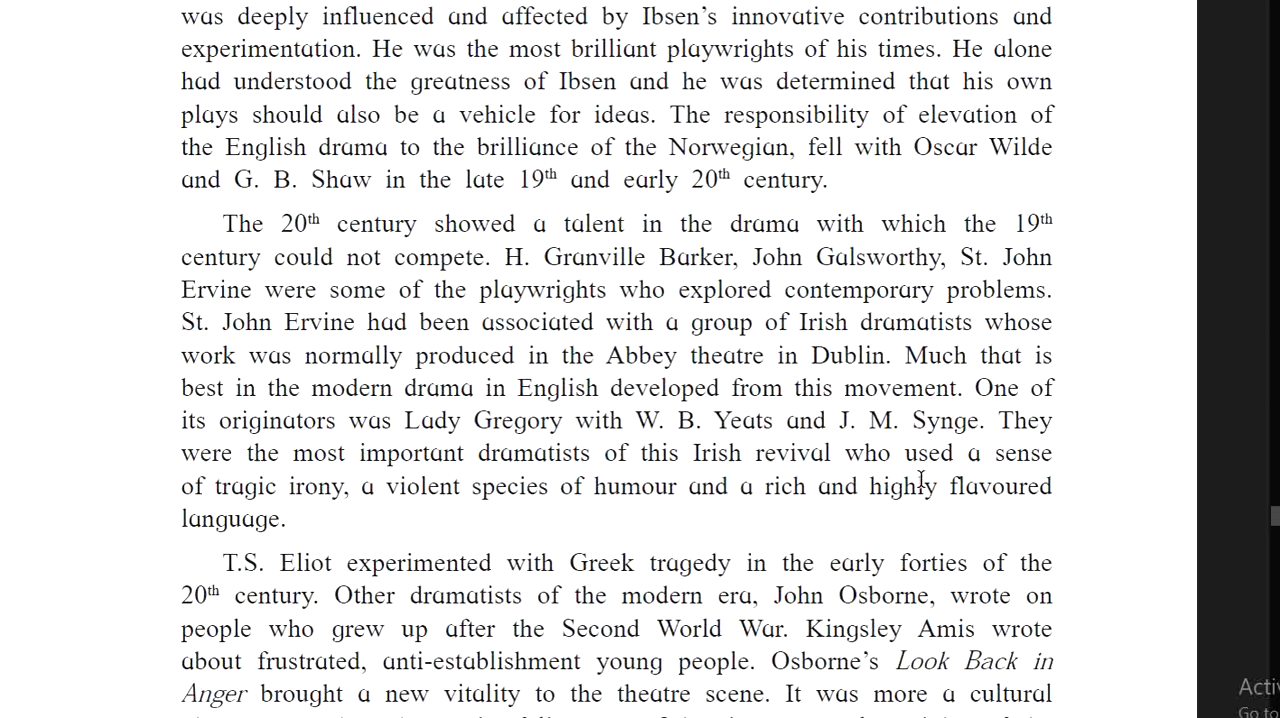 was deeply influenced and affected by Ibsen’s innovative contributions and
experimentation. He was the most brilliant playwrights of his times. He alone
had understood the greatness of Ibsen and he was determined that his own
plays should also be a vehicle for ideas. The responsibility of elevation of
the English drama to the brilliance of the Norwegian, fell with Oscar Wilde
and G. B. Shaw in the late 19th and early 20th century.
The 20th century showed a talent in the drama with which the 19th
century could not compete. H. Granville Barker, John Galsworthy, St. John
Ervine were some of the playwrights who explored contemporary problems.
St. John Ervine had been associated with a group of Irish dramatists whose
work was normally produced in the Abbey theatre in Dublin. Much that is
best in the modern drama in English developed from this movement. One of
its originators was Lady Gregory with W. B. Yeats and J. M. Synge. They
were the most important dramatists of this Irish revival who used a sense
of tragic irony, a violent species of humour and a rich and highly flavoured
language.
T.S. Eliot experimented with Greek tragedy in the early forties of the
20th century. Other dramatists of the modern era, John Osborne, wrote on
people who grew up after the Second World War. Kingsley Amis wrote
about frustrated, anti-establishment young people. Osborne’s Look Back in
Anger brought a new vitality to the theatre scene. It was more a cultural
Activ
Go to